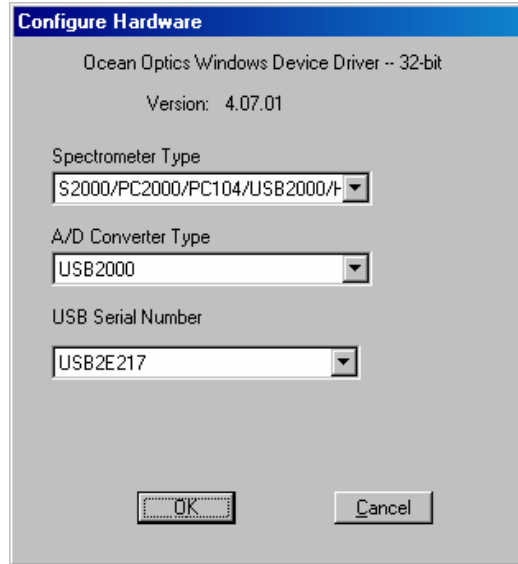 Configure Hardware
Ocean Optics Windows Device Driver -- 32-bit
Version: 4.07.01
Spectrometer Type
S2000/PC2000/PC104/USB2000/H
A/D Converter Type
USB2000
USB Serial Number
USB2E217
OK Cancel